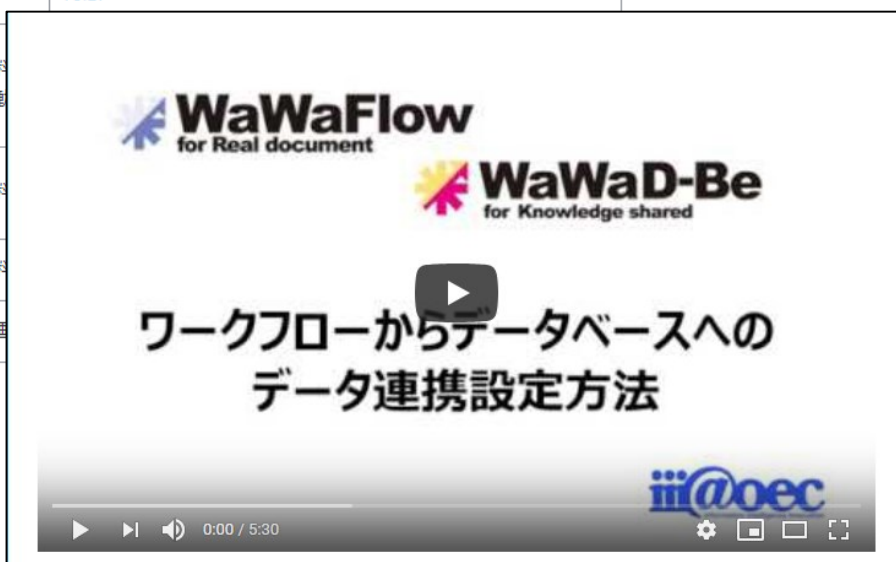 WaWaFlow
for Real document
WaWaD-Be
for Knowledge shared
ワークフローからデータベースへの
データ連携設定方法
iii@oec
0:00 / 5:30